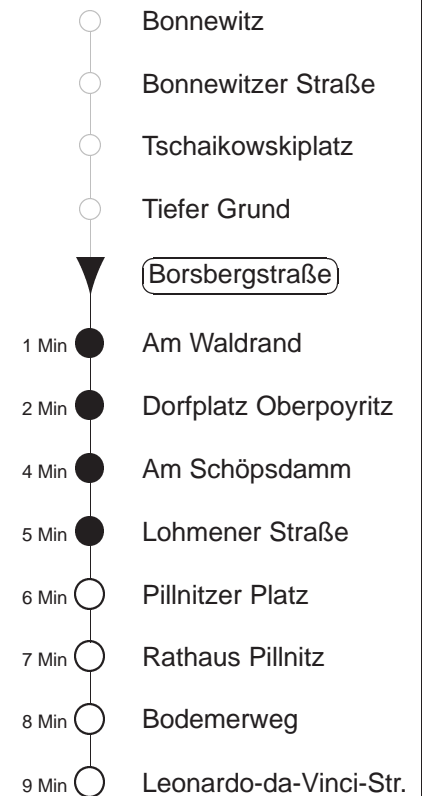 Bonnewitz
Bonnewitzer Straße
Tschaikowskiplatz
Tiefer Grund
Borsbergstraße
1 Min Am Waldrand
2 Min Dorfplatz Oberpoyritz
4 Min Am Schöpsdamm
5 Min Lohmener Straße
6 Min Pillnitzer Platz
7 Min Rathaus Pillnitz
8 Min Bodemerweg
9 Min Leonardo-da-Vinci-Str.